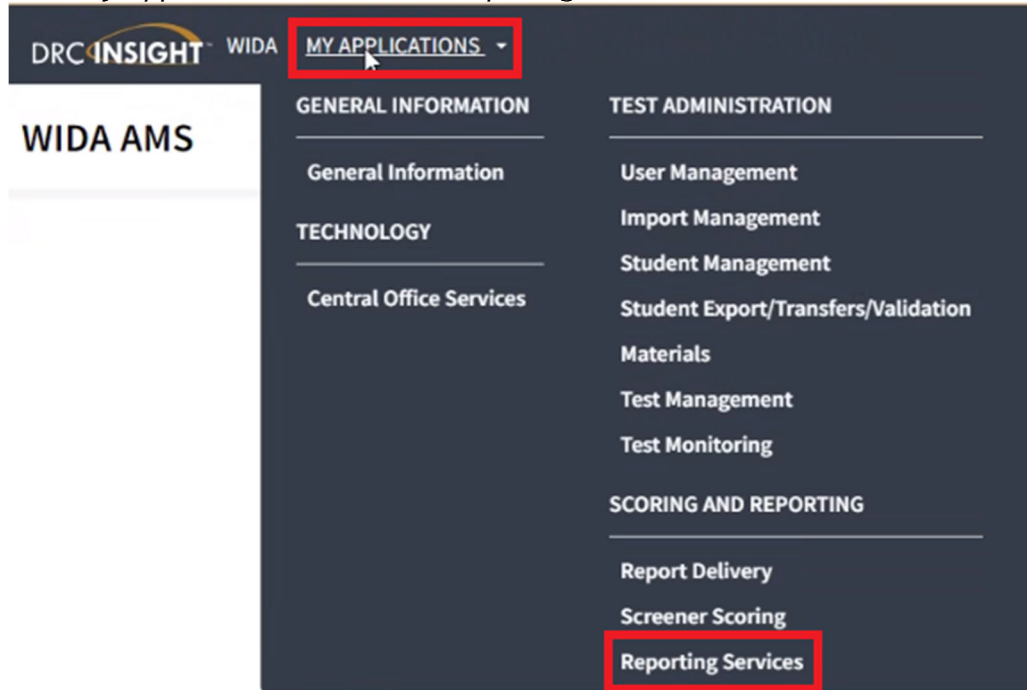 DRC INSIGHT WIDA MY APPLICATIONS
WIDA AMS
GENERAL INFORMATION
General Information
TECHNOLOGY
Central Office Services
TEST ADMINISTRATION
User Management
Import Management
Student Management
Student Export/Transfers/Validation
Materials
Test Management
Test Monitoring
SCORING AND REPORTING
Report Delivery
Screener Scoring
Reporting Services